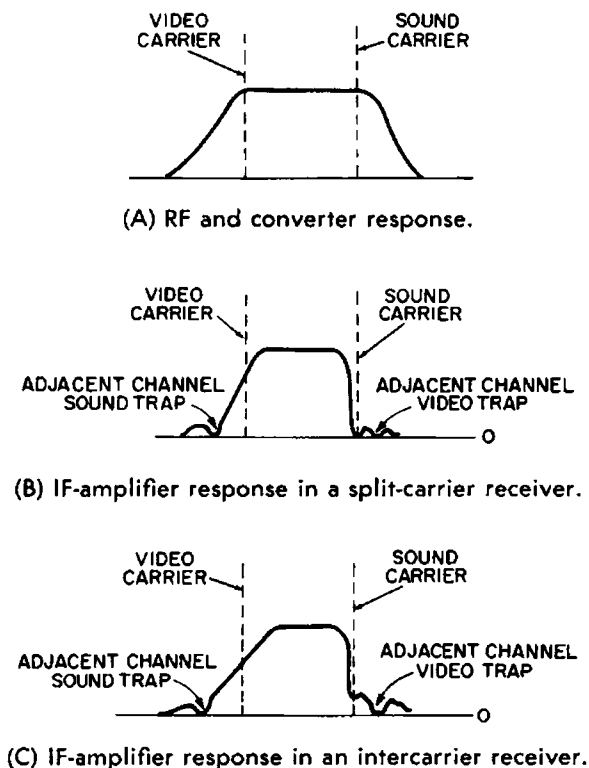 VIDEO
CARRIER
SOUND
CARRIER
(A) RF and converter response.
VIDEO
CARRIER
SOUND
CARRIER
ADJACENT CHANNEL
SOUND TRAP
ADJACENT CHANNEL
VIDEO TRAP
O
(B) IF-amplifier response in a split-carrier receiver.
VIDEO
CARRIER
SOUND
CARRIER
ADJACENT CHANNEL
SOUND TRAP
ADJACENT CHANNEL
VIDEO TRAP
O
(C) IF-amplifier response in an intercarrier receiver.